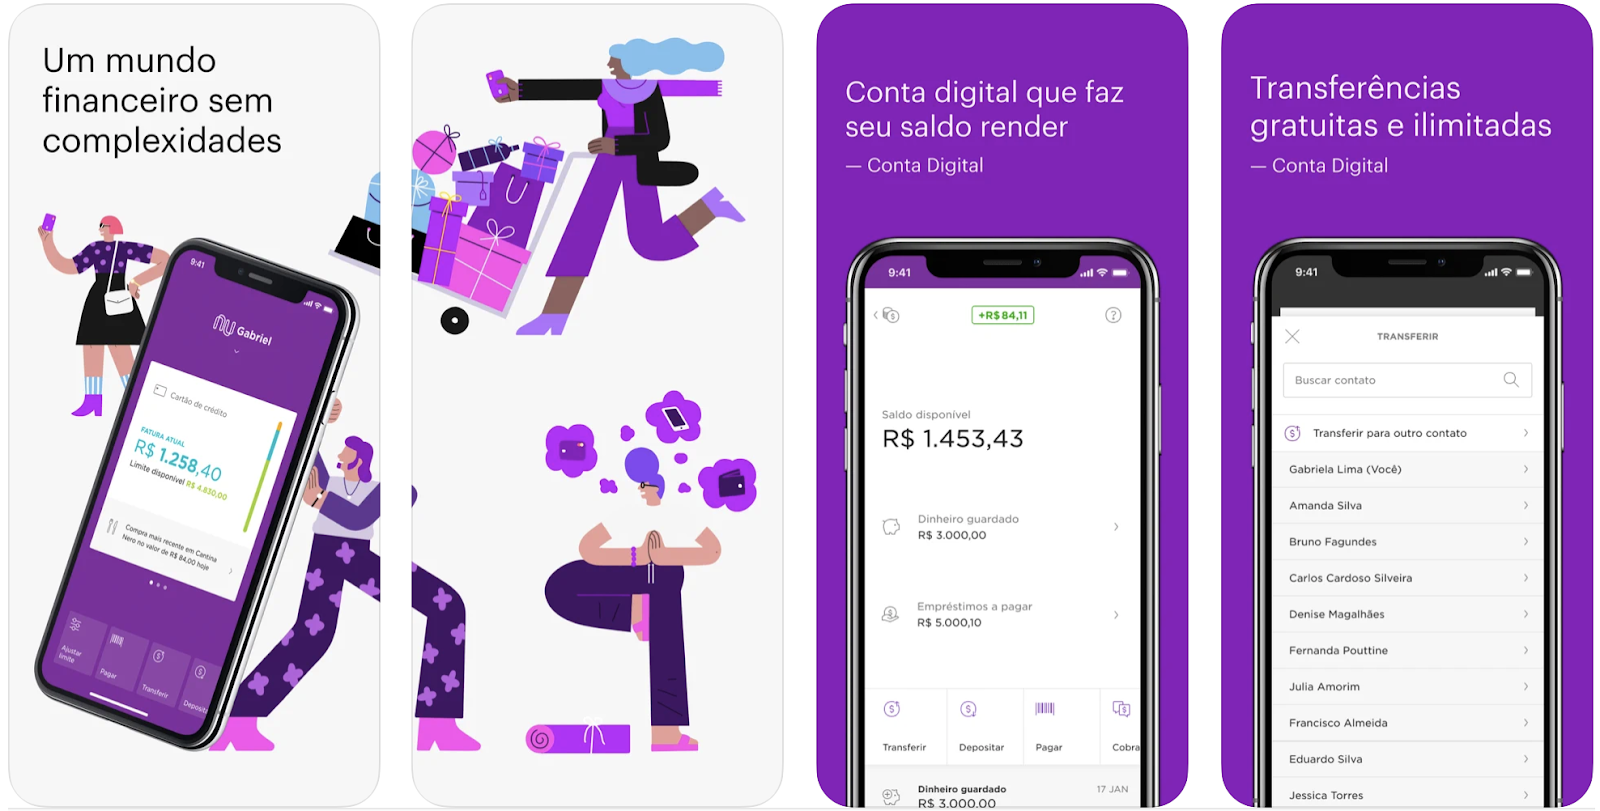 Um mundo
financeiro sem
complexidades
9:41
nu Gabriel
Cartão de crédito
FATURA ATUAL
R$ 1.258,40
Limite disponível R$ 4.830,00
Compra mais recente em Cantina
Nero no valor de R$ 84,00 hoje
Ajustar
limite
Pagar
Transferir
Deposita
Conta digital que faz
seu saldo render
— Conta Digital
9:41
+R$ 84,11
?
Saldo disponível
R$ 1.453,43
Dinheiro guardado
R$ 3.000,00
Empréstimos a pagar
R$ 5.000,10
Transferir
Depositar
Pagar
Cobra
Dinheiro guardado
17 JAN
R$ 3.000,00
Transferências
gratuitas e ilimitadas
— Conta Digital
9:41
TRANSFERIR
Buscar contato
Transferir para outro contato
Gabriela Lima (Você)
Amanda Silva
Bruno Fagundes
Carlos Cardoso Silveira
Denise Magalhães
Fernanda Pouttine
Julia Amorim
Francisco Almeida
Eduardo Silva
Jessica Torres